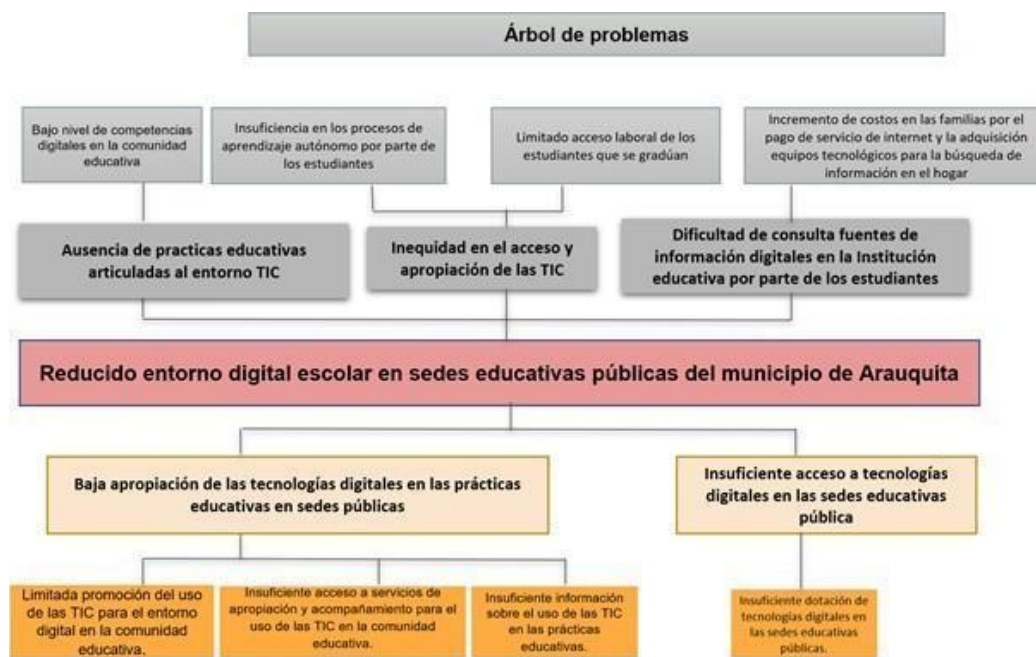 Árbol de problemas
Bajo nivel de competencias
digitales en la comunidad
educativa
Insuficiencia en los procesos de
aprendizaje autónomo por parte de
los estudiantes
Limitado acceso laboral de los
estudiantes que se gradúan
Incremento de costos en las familias por el
pago de servicio de internet y la adquisición
equipos tecnológicos para la búsqueda de
información en el hogar
Ausencia de practicas educativas
articuladas al entorno TIC
Inequidad en el acceso y
apropiación de las TIC
Dificultad de consulta fuentes de
información digitales en la Institución
educativa por parte de los estudiantes
Reducido entorno digital escolar en sedes educativas públicas del municipio de Arauquita
Baja apropiación de las tecnologías digitales en las prácticas
educativas en sedes públicas
Insuficiente acceso a tecnologías
digitales en las sedes educativas
pública
Limitada promoción del uso
de las TIC para el entorno
digital en la comunidad
educativa.
Insuficiente acceso a servicios de
apropiación y acompañamiento para el
uso de las TIC en la comunidad
educativa.
Insuficiente información
sobre el uso de las TIC
en las prácticas
educativas.
Insuficiente dotación de
tecnologías digitales en
las sedes educativas
públicas.